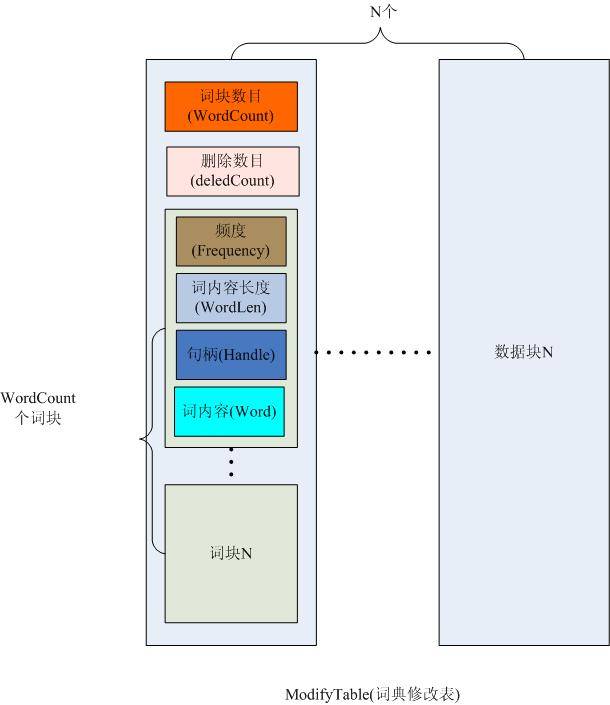 N个
词块数目
(WordCount)
删除数目
(deledCount)
频度
(Frequency)
词内容长度
(WordLen)
句柄(Handle)
词内容(Word)
WordCount
个词块
词块N
数据块N
ModifyTable(词典修改表)